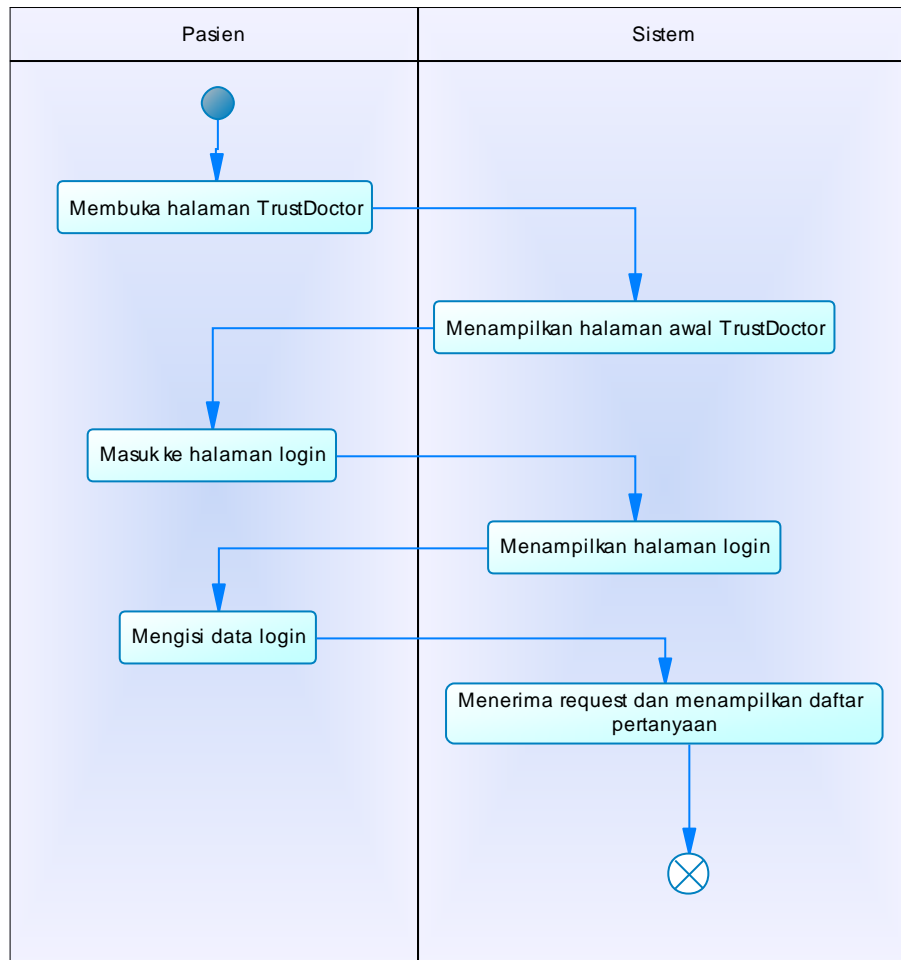 Pasien
Sistem
Membuka halaman TrustDoctor
Menampilkan halaman awal TrustDoctor
Masuk ke halaman login
Menampilkan halaman login
Mengisi data login
Menerima request dan menampilkan daftar
pertanyaan